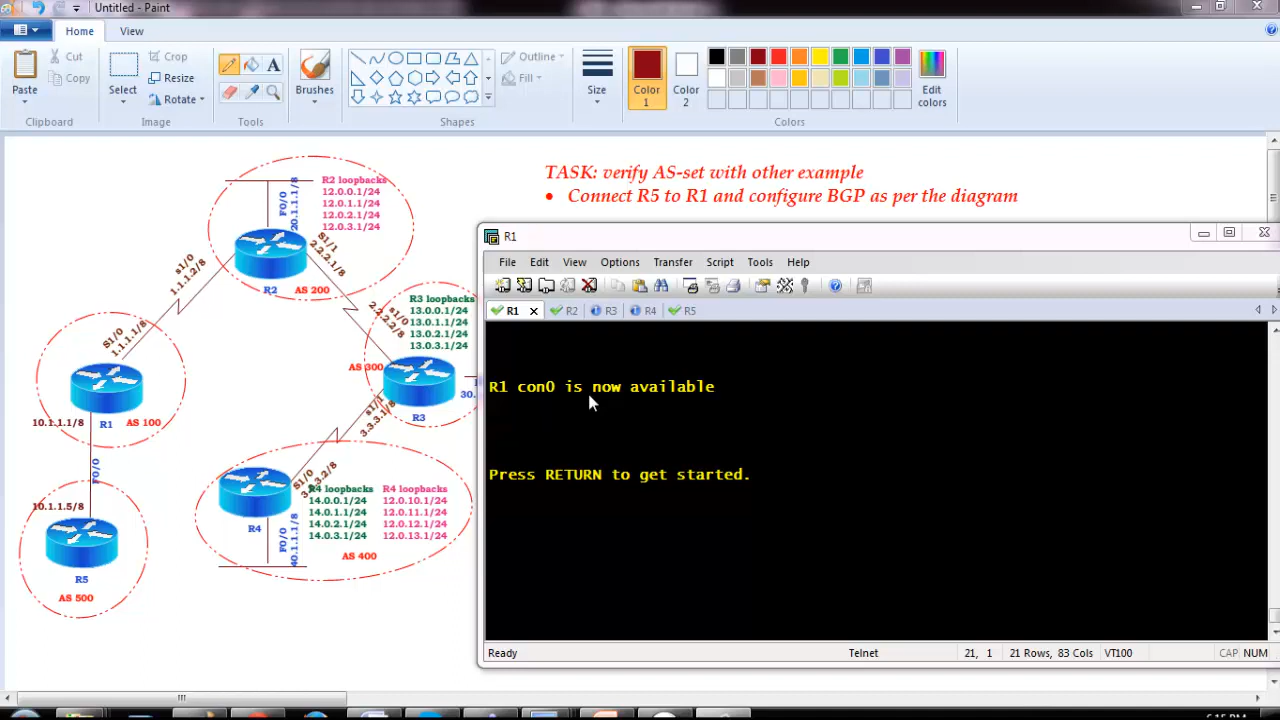 Untitled - Paint
Home
View
Paste
Cut
Copy
Clipboard
Select
Crop
Resize
Rotate
Image
Tools
Brushes
Shapes
Outline
Fill
Size
Color
1
Color
2
Edit
colors
Colors
TASK: verify AS-set with other example
• Connect R5 to R1 and configure BGP as per the diagram
R2 loopbacks
12.0.0.1/24
12.0.1.1/24
12.0.2.1/24
12.0.3.1/24
F0/0
20.1.1.1/8
R2
AS 200
s1/0
1.1.1.2/8
S1/1
2.2.2.1/8
R3 loopbacks
13.0.0.1/24
13.0.1.1/24
13.0.2.1/24
13.0.3.1/24
s1/0
2.2.2.2/8
AS 300
R3
30.
s1/1
3.3.3.1/8
S1/0
1.1.1.1/8
10.1.1.1/8
R1
AS 100
F0/0
10.1.1.5/8
R5
AS 500
S1/0
R4
R4 loopbacks
14.0.0.1/24
14.0.1.1/24
14.0.2.1/24
14.0.3.1/24
R4 loopbacks
12.0.10.1/24
12.0.11.1/24
12.0.12.1/24
12.0.13.1/24
F0/0
40.1.1.1/8
AS 400
R1
File Edit View Options Transfer Script Tools Help
R1 R2 R3 R4 R5
R1 con0 is now available
Press RETURN to get started.
Ready Telnet 21, 1 21 Rows, 83 Cols VT100 CAP NUM